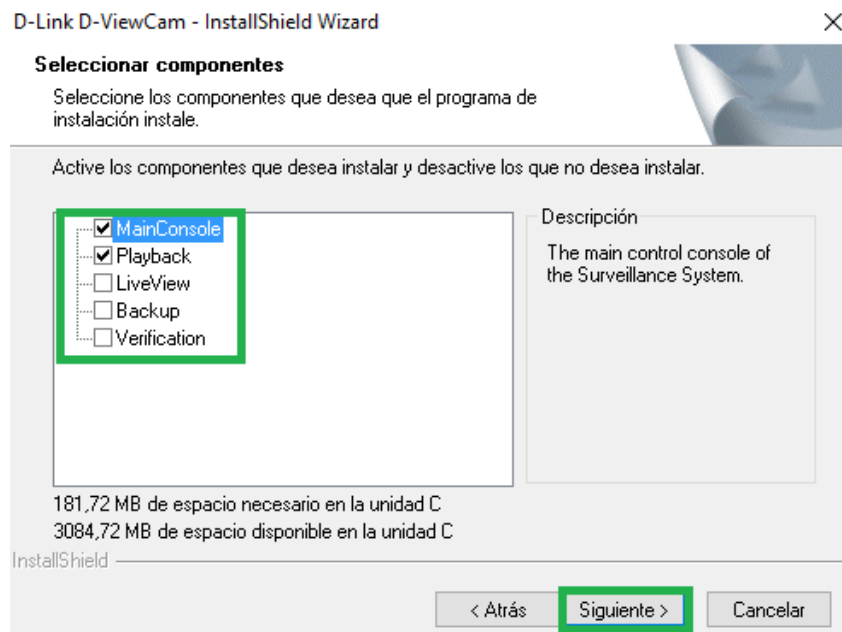 D-Link D-ViewCam - InstallShield Wizard
Seleccionar componentes
Seleccione los componentes que desea que el programa de
instalación instale.
Active los componentes que desea instalar y desactive los que no desea instalar.
MainConsole
Playback
LiveView
Backup
Verification
Descripción
The main control console of
the Surveillance System.
181,72 MB de espacio necesario en la unidad C
3084,72 MB de espacio disponible en la unidad C
InstallShield
< Atrás
Siguiente >
Cancelar